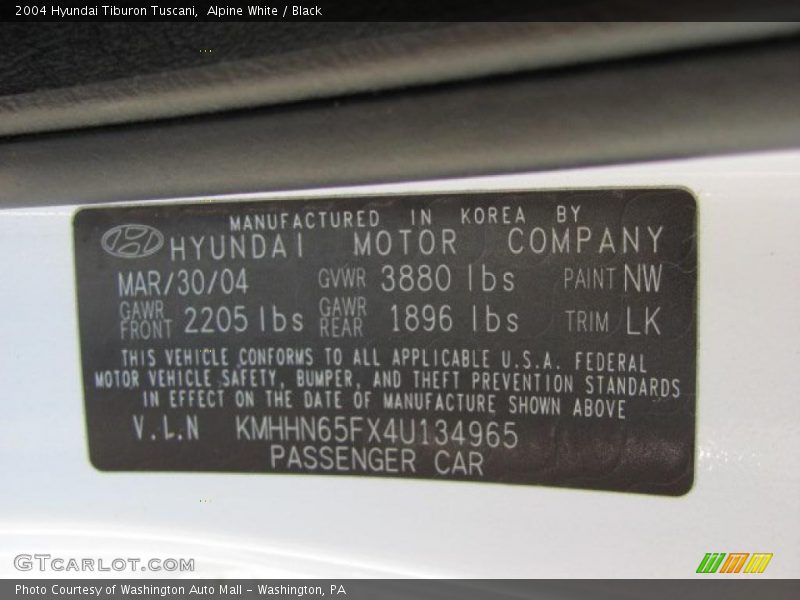 2004 Hyundai Tiburon Tuscani, Alpine White / Black
MANUFACTURED IN KOREA BY
HYUNDAI MOTOR COMPANY
MAR/30/04 GVWR 3880 lbs PAINT NW
GAWR FRONT 2205 lbs GAWR REAR 1896 lbs TRIM LK
THIS VEHICLE CONFORMS TO ALL APPLICABLE U.S.A. FEDERAL
MOTOR VEHICLE SAFETY, BUMPER, AND THEFT PREVENTION STANDARDS
IN EFFECT ON THE DATE OF MANUFACTURE SHOWN ABOVE
V.I.N KMHHN65FX4U134965
PASSENGER CAR
GTCARLOT.COM
Photo Courtesy of Washington Auto Mall - Washington, PA